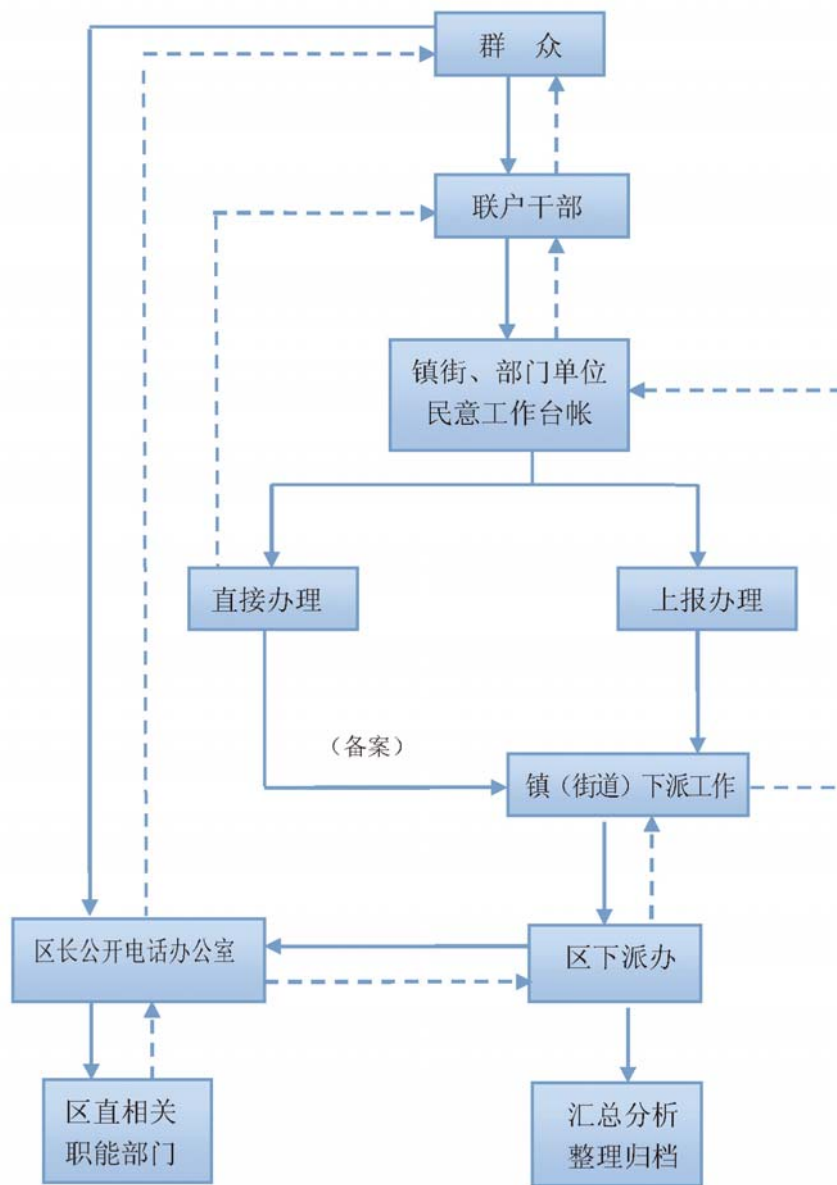 群 众
联户干部
镇街、部门单位
民意工作台帐
直接办理
上报办理
（备案）
镇（街道）下派工作
区长公开电话办公室
区下派办
区直相关
职能部门
汇总分析
整理归档